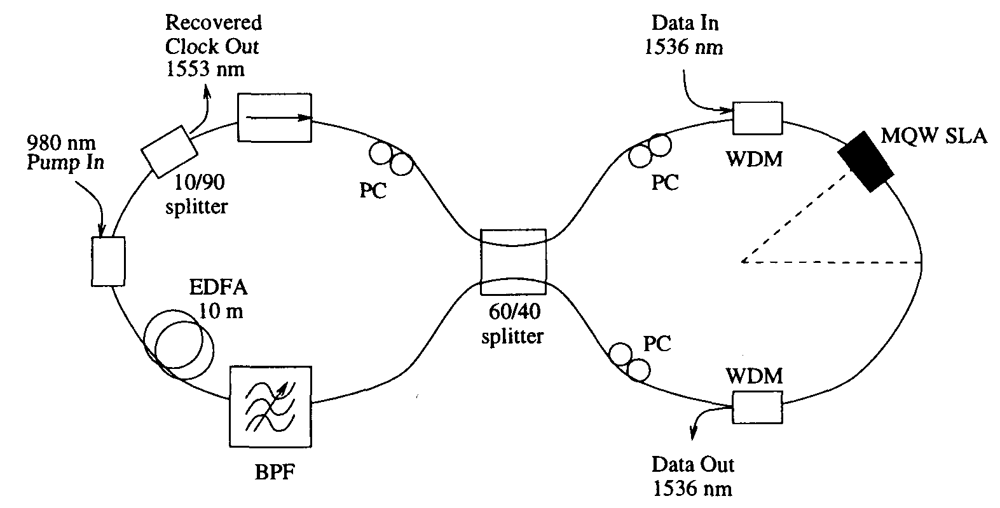 Recovered
Clock Out
1553 nm
Data In
1536 nm
980 nm
Pump In
10/90
splitter
PC
PC
WDM
MQW SLA
EDFA
10 m
60/40
splitter
PC
WDM
BPF
Data Out
1536 nm